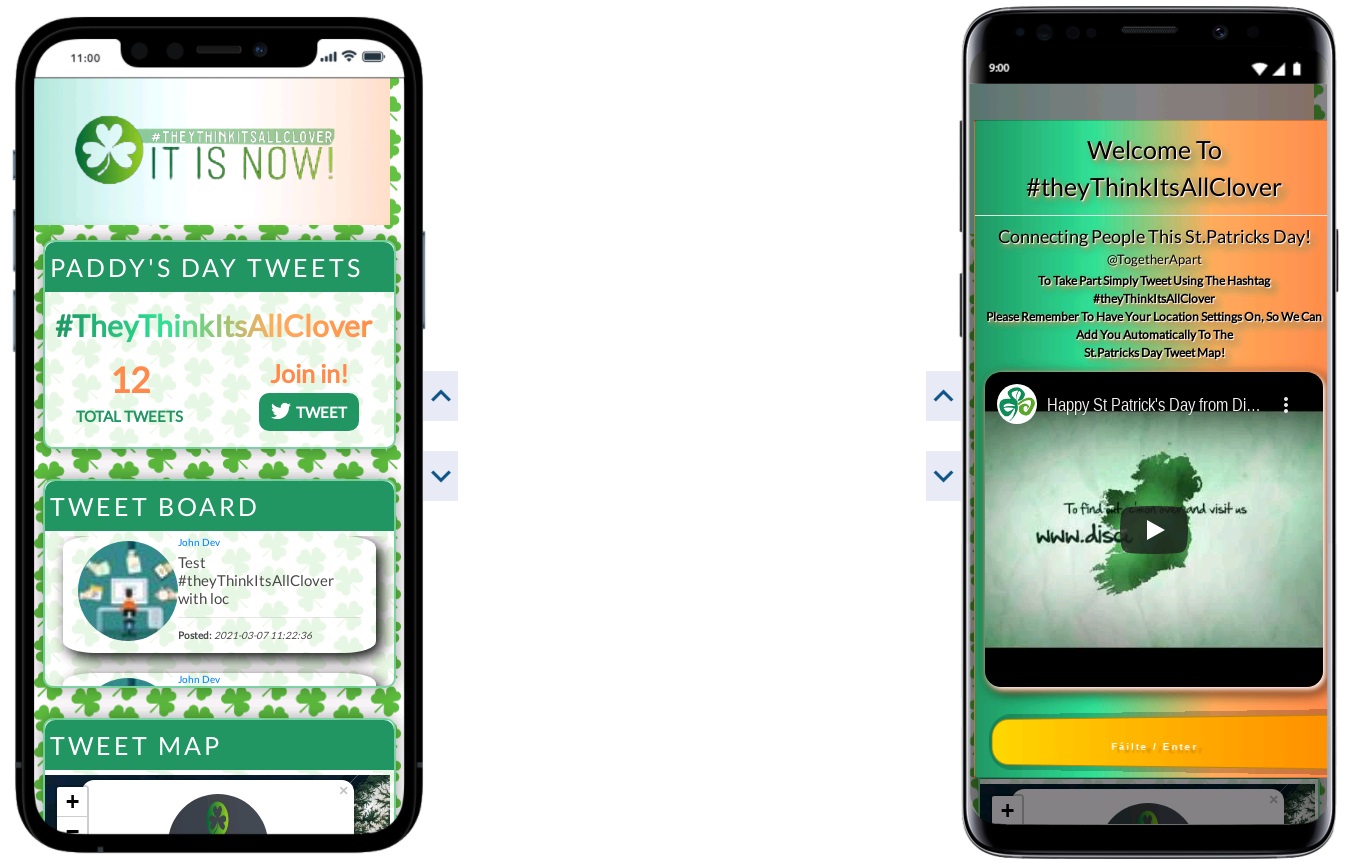 11:00
#THEYTHINKITSALLCLOVER
IT IS NOW!
PADDY'S DAY TWEETS
#TheyThinkItsAllClover
12
Join in!
TOTAL TWEETS
TWEET
TWEET BOARD
John Dev
Test
#theyThinkItsAllClover
with loc
Posted: 2021-03-07 11:22:36
John Dev
TWEET MAP
×
+
−
9:00
Welcome To
#theyThinkItsAllClover
Connecting People This St.Patricks Day!
@TogetherApart
To Take Part Simply Tweet Using The Hashtag
#theyThinkItsAllClover
Please Remember To Have Your Location Settings On, So We Can
Add You Automatically To The
St.Patricks Day Tweet Map!
Happy St Patrick's Day from Di...
To find out, c'mon over and visit us
www.disc
Fáilte / Enter
×
+